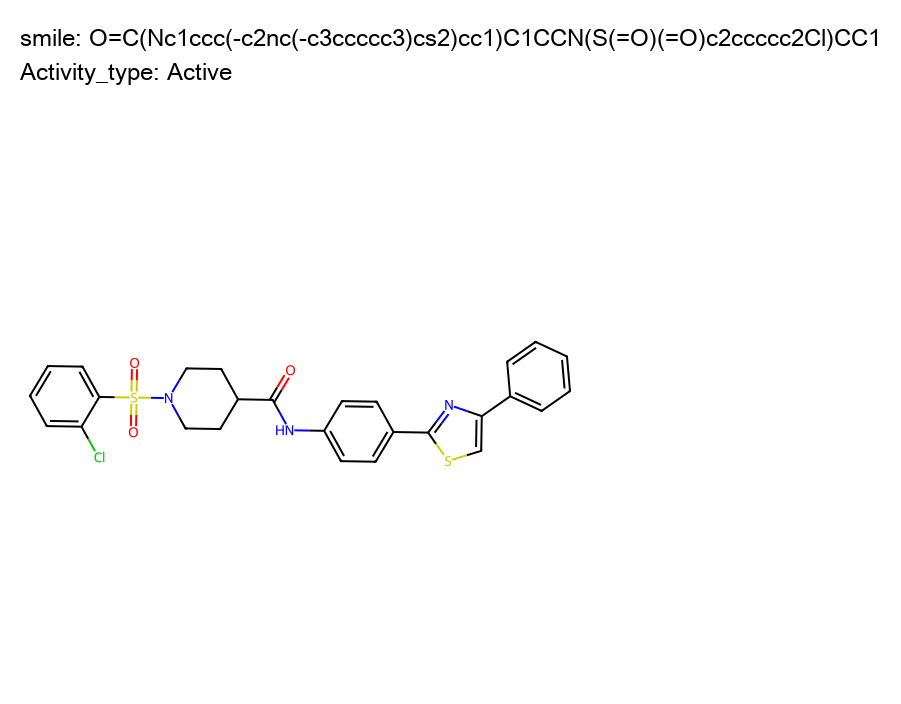 smile: O=C(Nc1ccc(-c2nc(-c3ccccc3)cs2)cc1)C1CCN(S(=O)(=O)c2ccccc2Cl)CC1
Activity_type: Active
O
O
N
S
N
HN
O
Cl
S